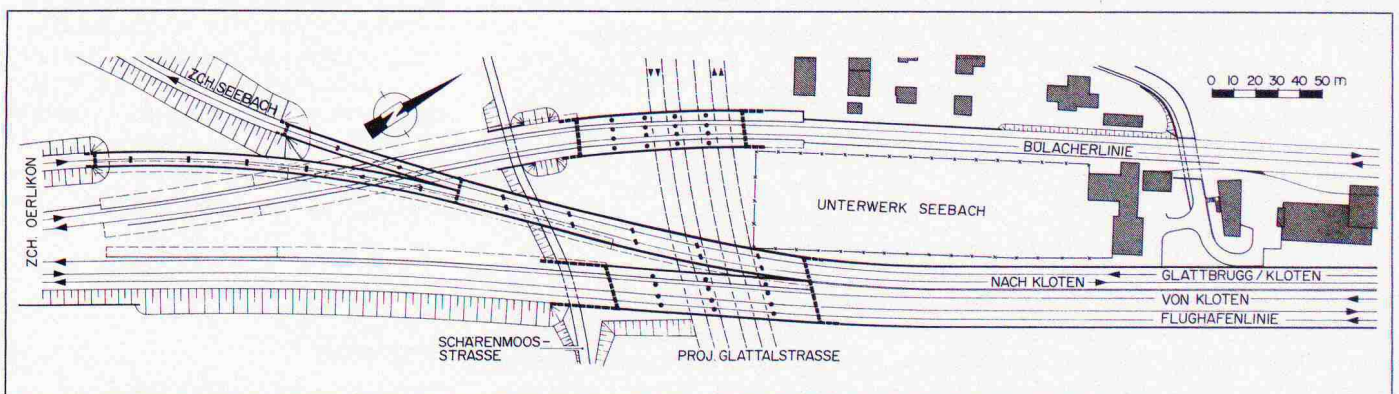 ZCH. SEEBACH
0 10 20 30 40 50 m
BÜLACHERLINIE
UNTERWERK SEEBACH
ZCH. OERLIKON
NACH KLOTEN
GLATTBRUGG/KLOTEN
VON KLOTEN
FLUGHAFENLINIE
SCHÄRENMOOS-
STRASSE
PROJ. GLATTALSTRASSE